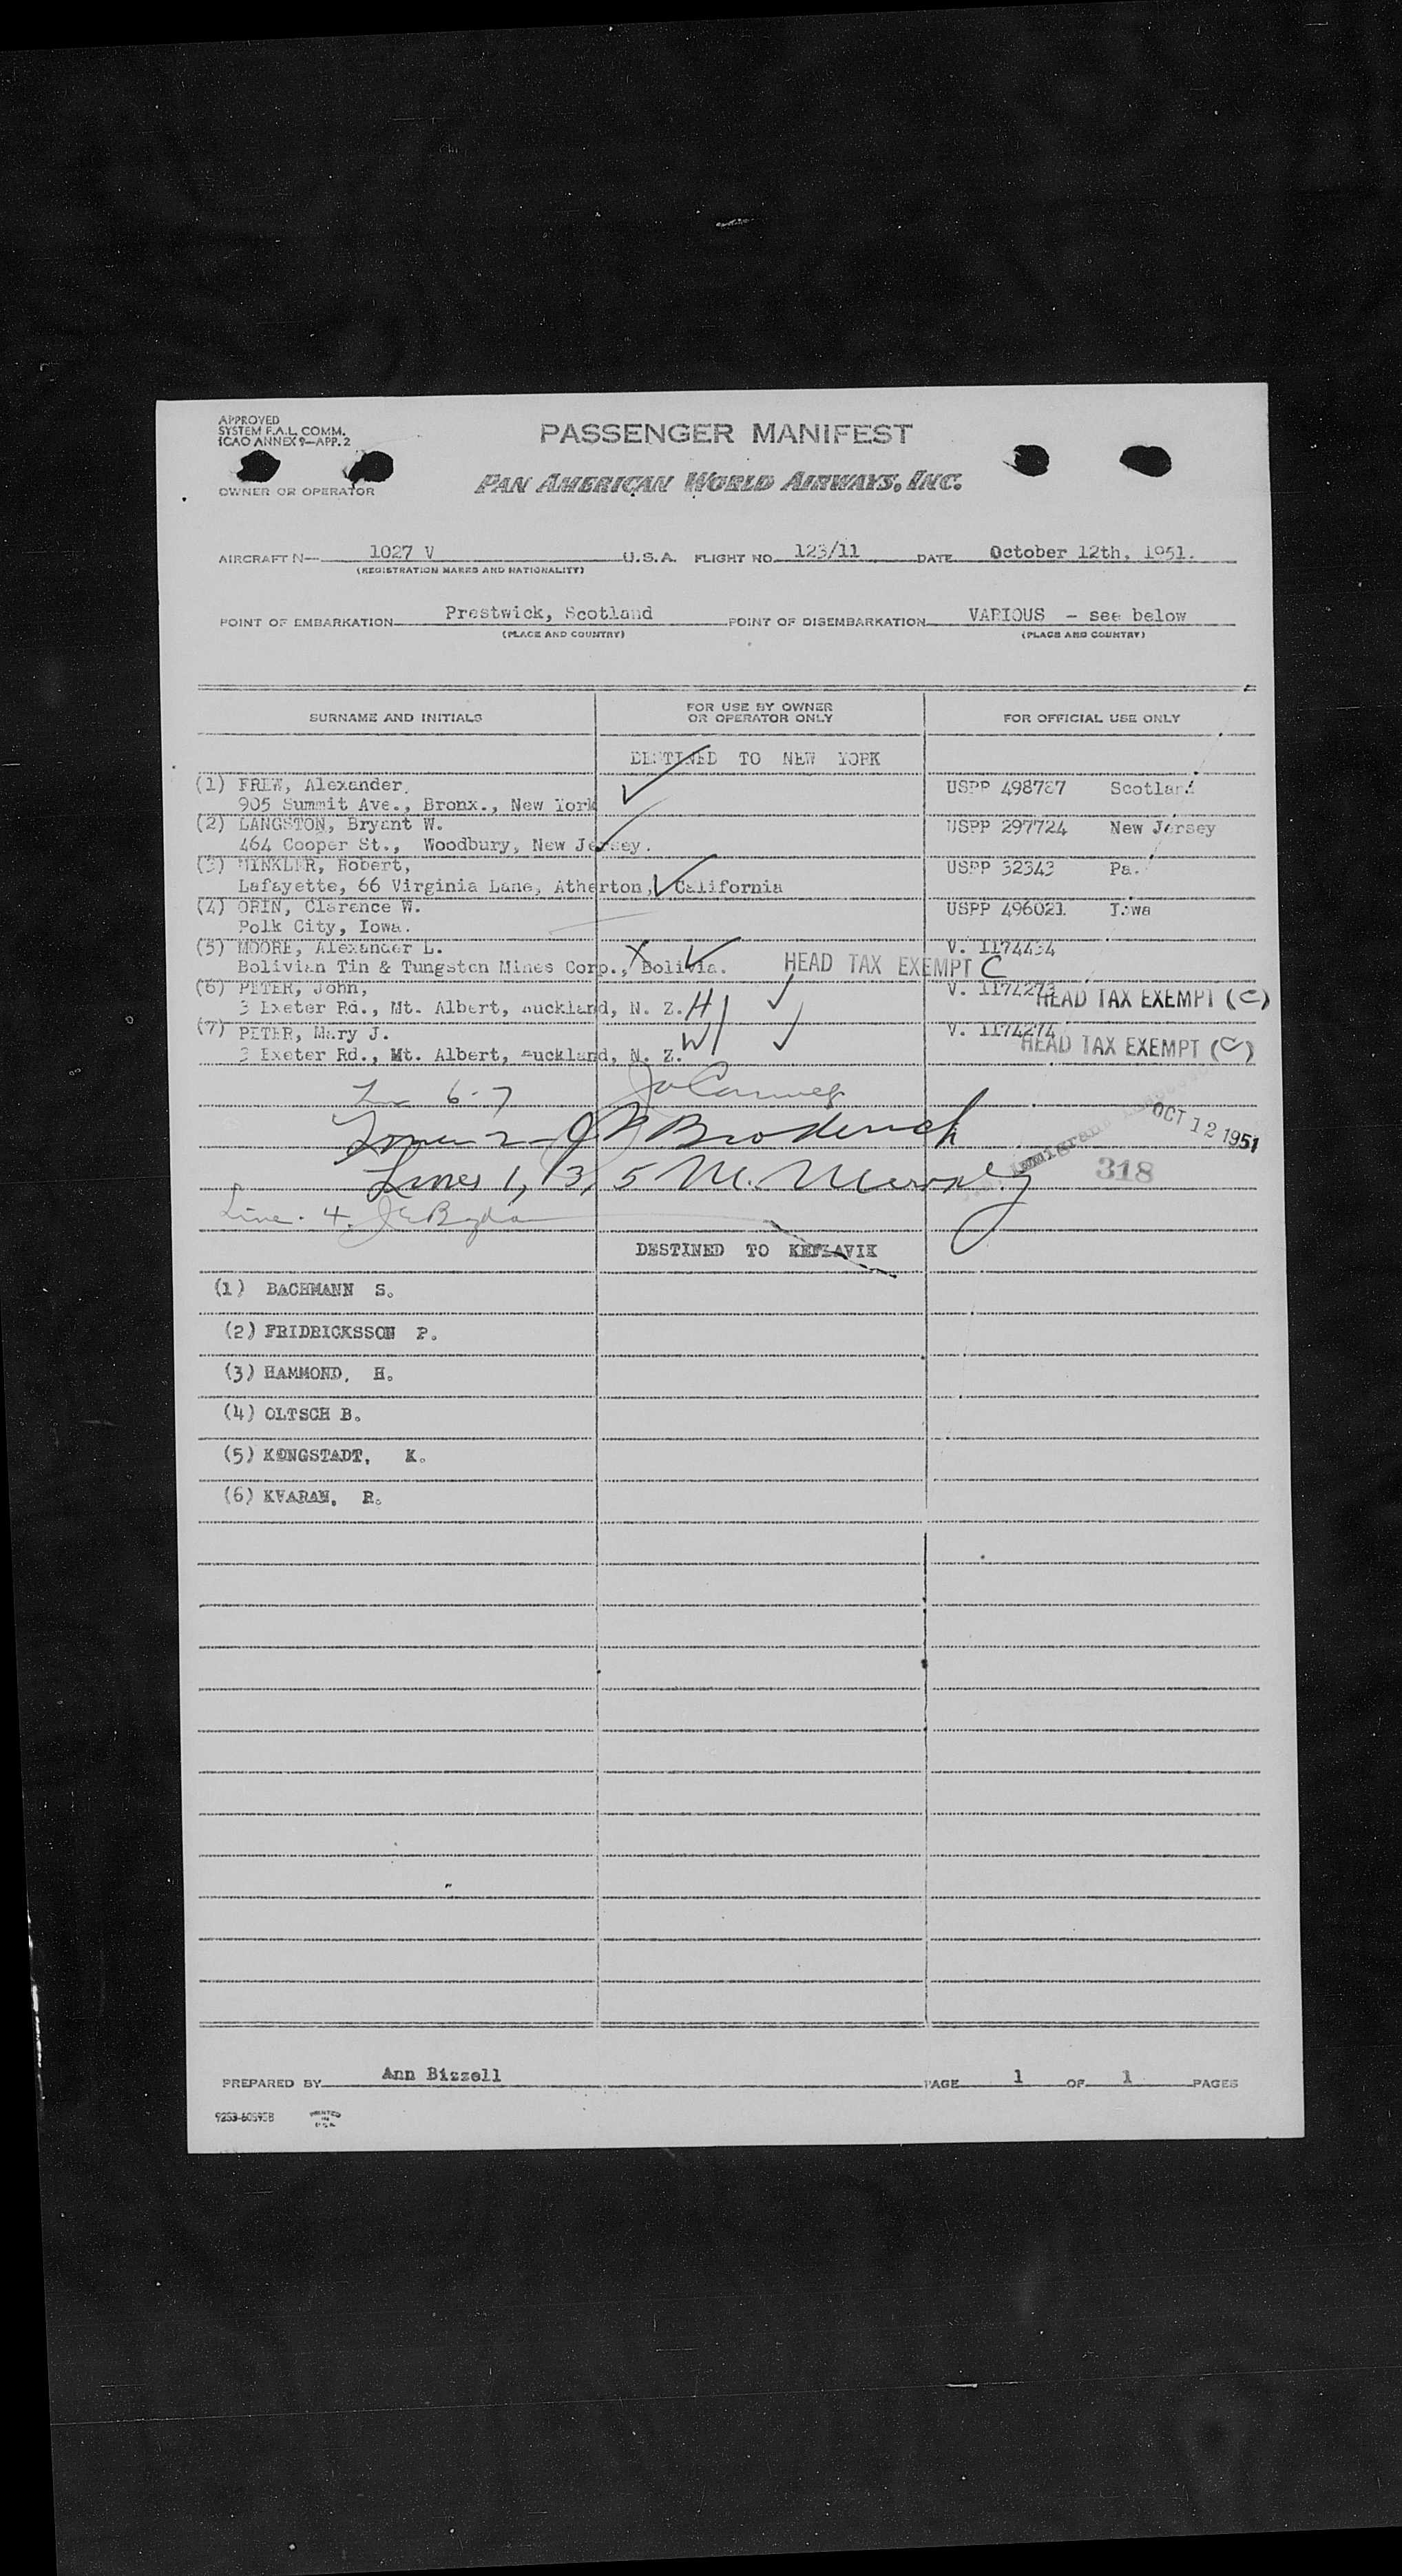 APPROVED
SYSTEM F.A.L. COMM.
ICAO ANNEX 9—APP. 2
PASSENGER MANIFEST
OWNER OR OPERATOR
PAN AMERICAN WORLD AIRWAYS, INC.
AIRCRAFT N— 1027 V U.S.A. FLIGHT NO. 123/11 DATE October 12th, 1951.
(REGISTRATION MARKS AND NATIONALITY)
POINT OF EMBARKATION Prestwick, Scotland POINT OF DISEMBARKATION VARIOUS - see below
(PLACE AND COUNTRY) (PLACE AND COUNTRY)
SURNAME AND INITIALS
FOR USE BY OWNER
OR OPERATOR ONLY
FOR OFFICIAL USE ONLY
DESTINED TO NEW YORK
(1) FREW, Alexander, USPP 498787 Scotland
905 Summit Ave., Bronx., New York
(2) LANGSTON, Bryant W. USPP 297724 New Jersey
464 Cooper St., Woodbury, New Jersey.
(3) WINKLER, Robert, USPP 32343 Pa.
Lafayette, 66 Virginia Lane, Atherton, California
(4) ORIN, Clarence W. USPP 496021 Iowa
Polk City, Iowa.
(5) MOORE, Alexander L. V. 1174434
Bolivian Tin & Tungsten Mines Corp., Bolivia. X HEAD TAX EXEMPT C
(6) PETER, John, V. 1174273
3 Exeter Rd., Mt. Albert, Auckland, N. Z. H/ HEAD TAX EXEMPT (C)
(7) PETER, Mary J. V. 1174274
3 Exeter Rd., Mt. Albert, Auckland, N. Z. W/ HEAD TAX EXEMPT (C)
6-7
Broderick
OCT 12 1951
Lines 1, 3, 5 M.
Immigrant
318
Line. 4.
DESTINED TO KEFLAVIK
(1) BACHMANN S.
(2) FRIDRICKSSON P.
(3) HAMMOND, H.
(4) OLTSCH B.
(5) KONGSTADT, K.
(6) KVARAN, R.
PREPARED BY Ann Bizzell PAGE 1 OF 1 PAGES
PRINTED
IN
U.S.A.